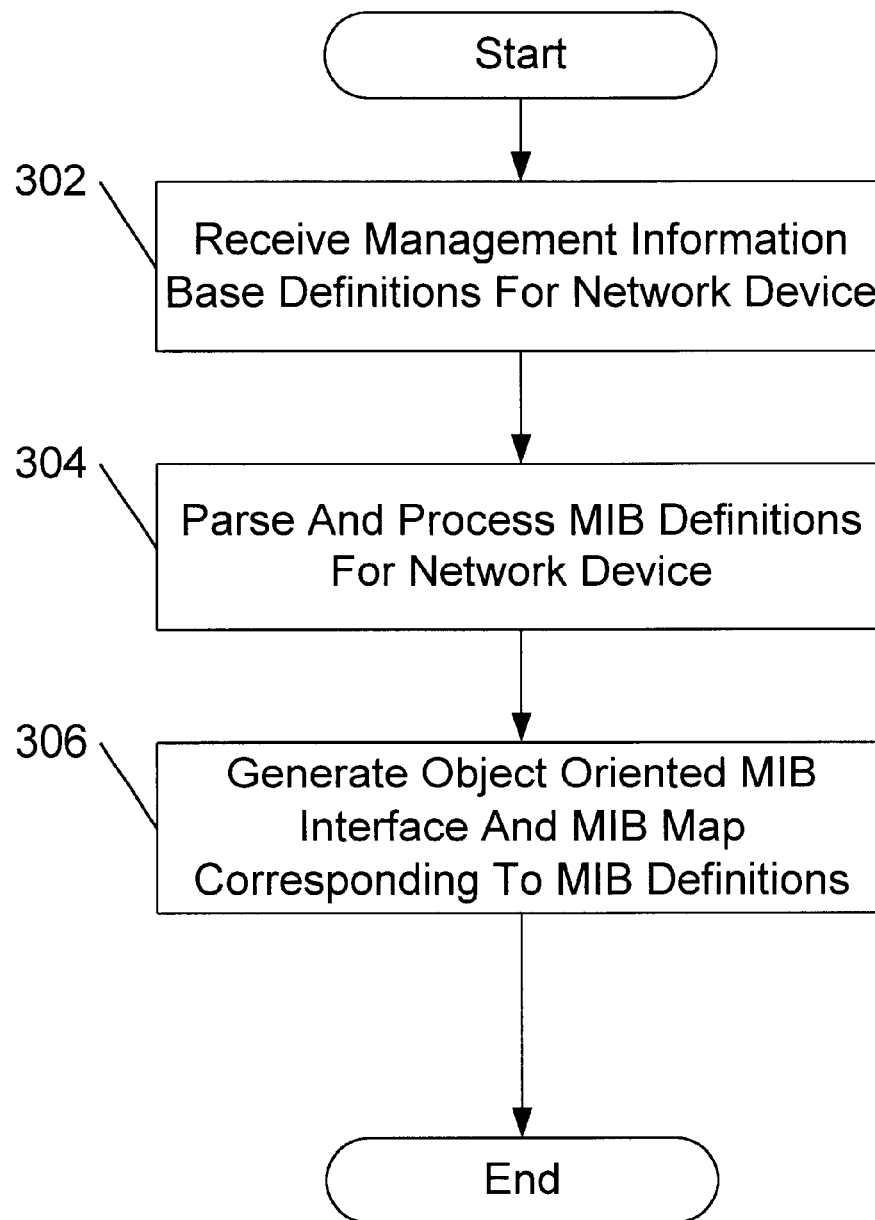 Start
302
Receive Management Information
Base Definitions For Network Device
304
Parse And Process MIB Definitions
For Network Device
306
Generate Object Oriented MIB
Interface And MIB Map
Corresponding To MIB Definitions
End